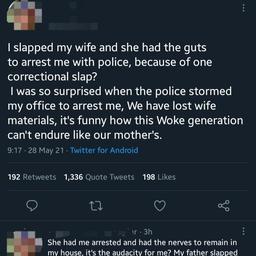 I slapped my wife and she had the guts
to arrest me with police, because of one
correctional slap?
I was so surprised when the police stormed
my office to arrest me, We have lost wife
materials, it's funny how this Woke generation
can't endure like our mother's.
9:17 · 28 May 21 · Twitter for Android
192 Retweets 1,336 Quote Tweets 198 Likes
· 3h
She had me arrested and had the nerves to remain in
my house, it's the audacity for me? My father slapped